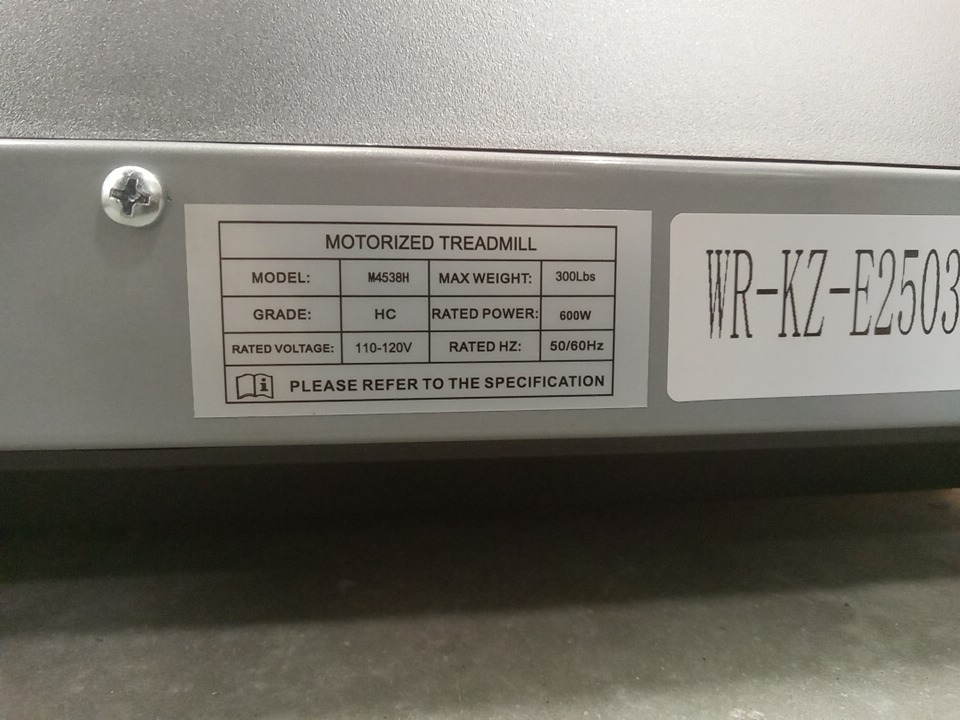 MOTORIZED TREADMILL
MODEL: M4538H MAX WEIGHT: 300Lbs
GRADE: HC RATED POWER: 600W
RATED VOLTAGE: 110-120V RATED HZ: 50/60Hz
PLEASE REFER TO THE SPECIFICATION
WR-KZ-E2503